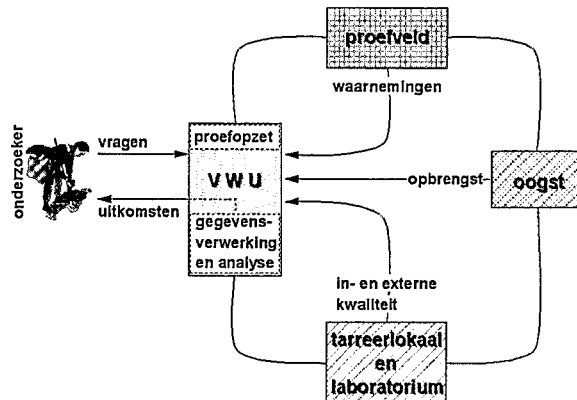 proefveld
waarnemingen
onderzoeker
vragen
proefopzet
VWU
opbrengst
oogst
uitkomsten
gegevens-
verwerking
en analyse
in- en externe
kwaliteit
tarreerlokaal
en
laboratorium